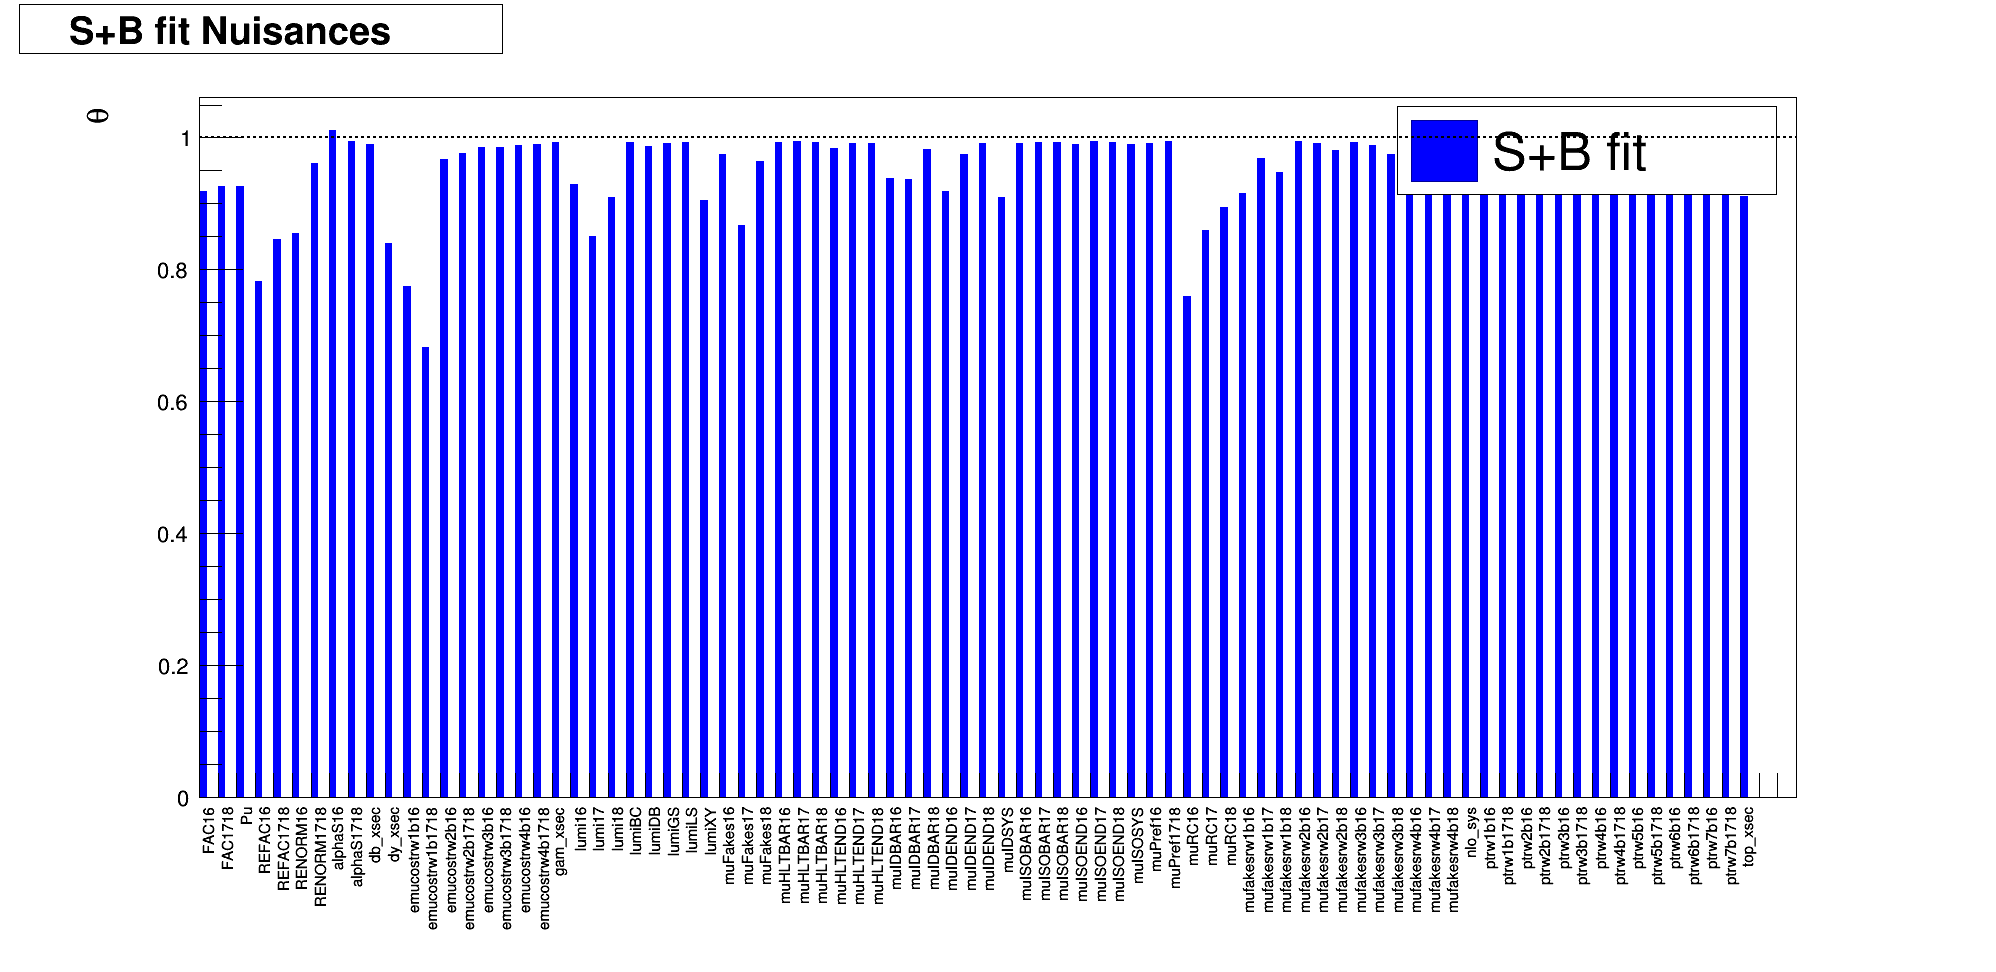 S+B fit Nuisances
θ
S+B fit
1
0.8
0.6
0.4
0.2
0
FAC16
FAC1718
Pu
REFAC16
REFAC1718
RENORM16
RENORM1718
alphaS16
alphaS1718
db_xsec
dy_xsec
emucostrw1b16
emucostrw1b1718
emucostrw2b16
emucostrw2b1718
emucostrw3b16
emucostrw3b1718
emucostrw4b16
emucostrw4b1718
gam_xsec
lumi16
lumi17
lumi18
lumiBC
lumiDB
lumiGS
lumiLS
lumiXY
muFakes16
muFakes17
muFakes18
muHLTBAR16
muHLTBAR17
muHLTBAR18
muHLTEND16
muHLTEND17
muHLTEND18
muIDBAR16
muIDBAR17
muIDBAR18
muIDEND16
muIDEND17
muIDEND18
muIDSYS
muISOBAR16
muISOBAR17
muISOBAR18
muISOEND16
muISOEND17
muISOEND18
muISOSYS
muPref16
muPref1718
muRC16
muRC17
muRC18
mufakesrw1b16
mufakesrw1b17
mufakesrw1b18
mufakesrw2b16
mufakesrw2b17
mufakesrw2b18
mufakesrw3b16
mufakesrw3b17
mufakesrw3b18
mufakesrw4b16
mufakesrw4b17
mufakesrw4b18
nlo_sys
ptrw1b16
ptrw1b1718
ptrw2b16
ptrw2b1718
ptrw3b16
ptrw3b1718
ptrw4b16
ptrw4b1718
ptrw5b16
ptrw5b1718
ptrw6b16
ptrw6b1718
ptrw7b16
ptrw7b1718
top_xsec